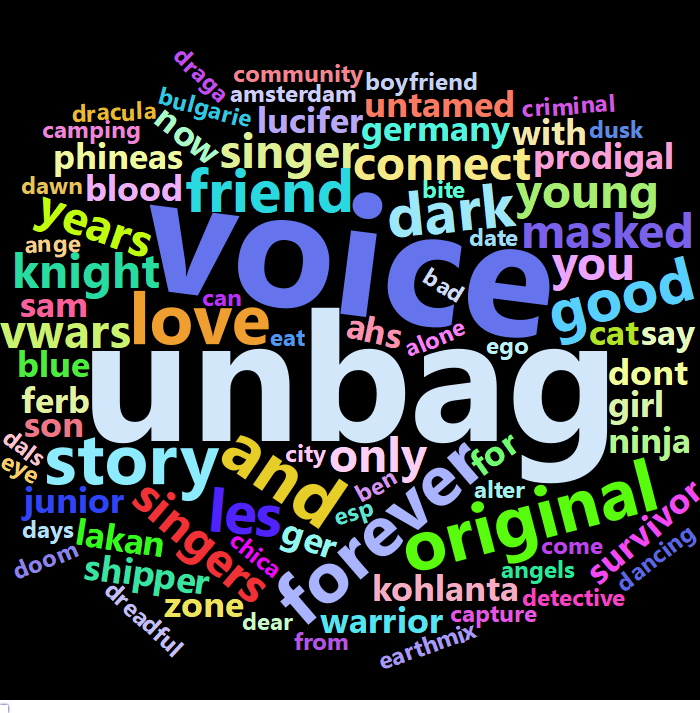 draga
community
boyfriend
amsterdam
bulgarie
dracula
untamed
criminal
camping
now
lucifer
germany
with
dusk
phineas
singer
connect
prodigal
dawn
blood
friend
bite
young
years
dark
date
masked
ange
voice
knight
bad
you
sam
can
good
vwars
love
eat
ahs
alone
ego
cat
say
blue
unbag
dont
ferb
girl
son
ninja
dals
eye
story
and
city
only
for
junior
les
ben
esp
forever
alter
original
survivor
days
lakan
singers
ger
chica
come
dancing
doom
shipper
angels
dreadful
zone
kohlanta
detective
dear
warrior
capture
from
earthmix